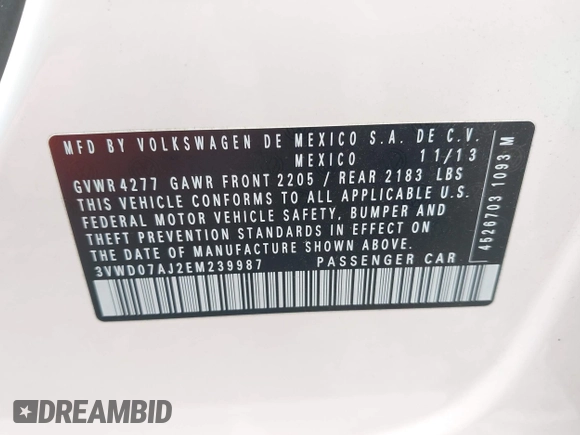 MFD BY VOLKSWAGEN DE MEXICO S.A. DE C.V.
MEXICO 11/13
GVWR 4277 GAWR FRONT 2205 / REAR 2183 LBS
THIS VEHICLE CONFORMS TO ALL APPLICABLE U.S.
FEDERAL MOTOR VEHICLE SAFETY, BUMPER AND
THEFT PREVENTION STANDARDS IN EFFECT ON
THE DATE OF MANUFACTURE SHOWN ABOVE.
3VWD07AJ2EM239987 PASSENGER CAR
4526703 1093 M
DREAMBID